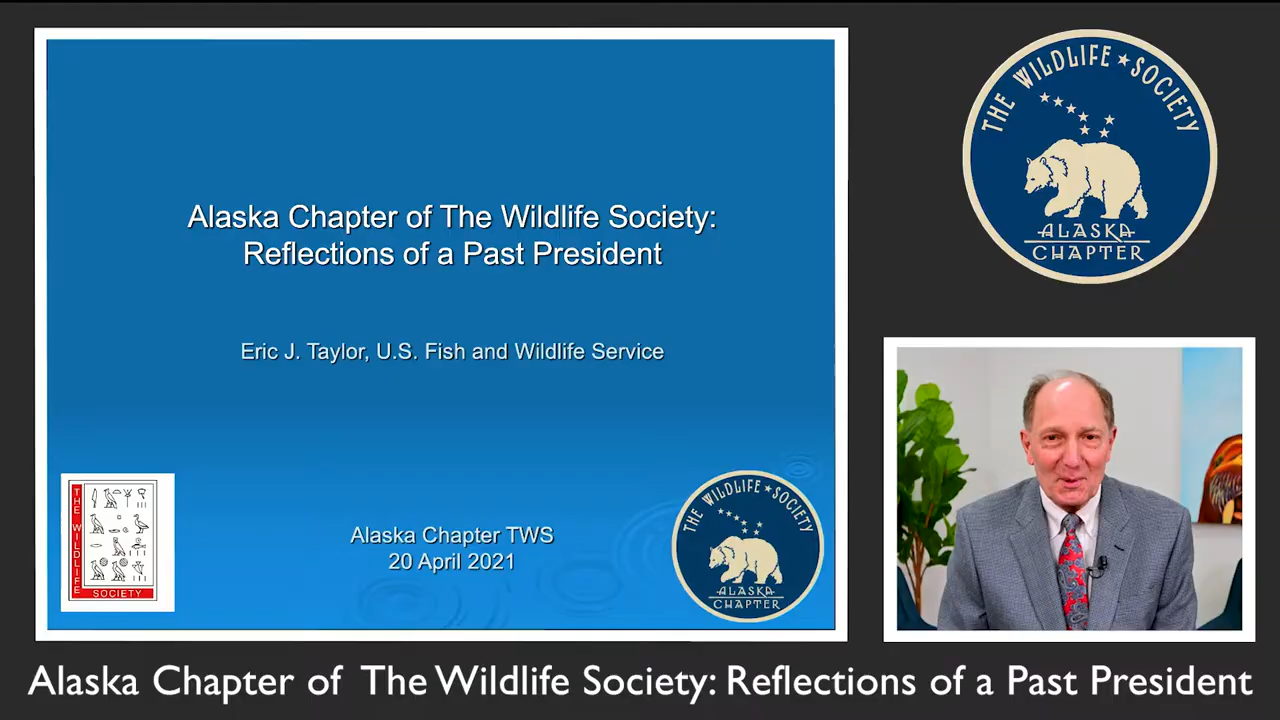 Alaska Chapter of The Wildlife Society:
Reflections of a Past President
Eric J. Taylor, U.S. Fish and Wildlife Service
THE WILDLIFE
SOCIETY
Alaska Chapter TWS
20 April 2021
THE WILDLIFE ★ SOCIETY
ALASKA
CHAPTER
THE WILDLIFE ★ SOCIETY
ALASKA
CHAPTER
Alaska Chapter of The Wildlife Society: Reflections of a Past President